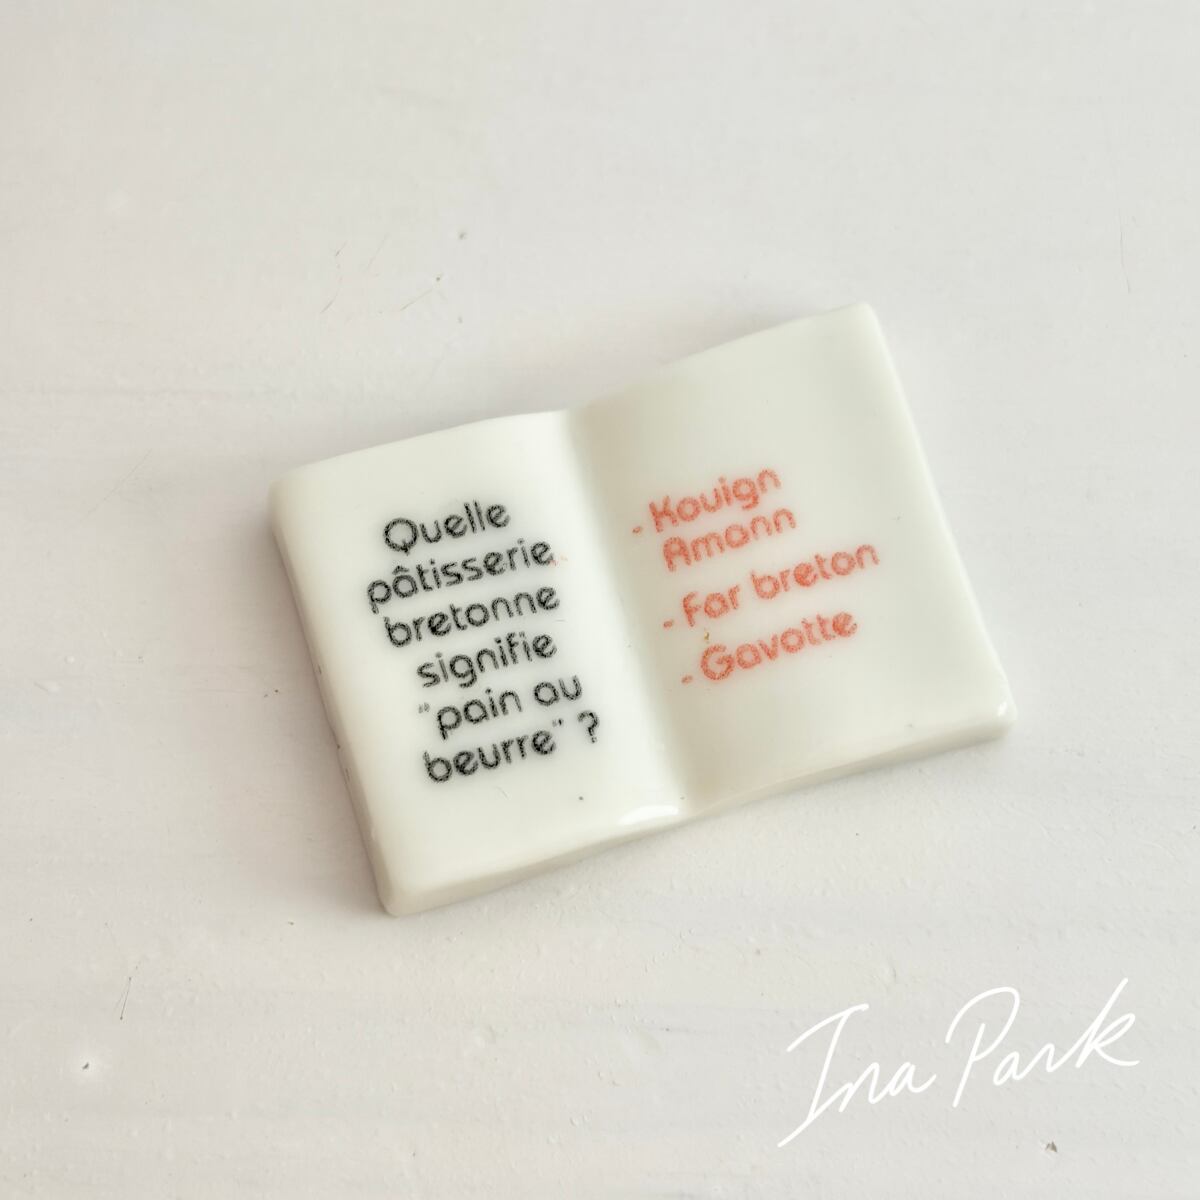 Quelle
pâtisserie
bretonne
signifie
"pain au
beurre" ?
- Kouign
Amann
- Far breton
- Gavotte
Ina Park